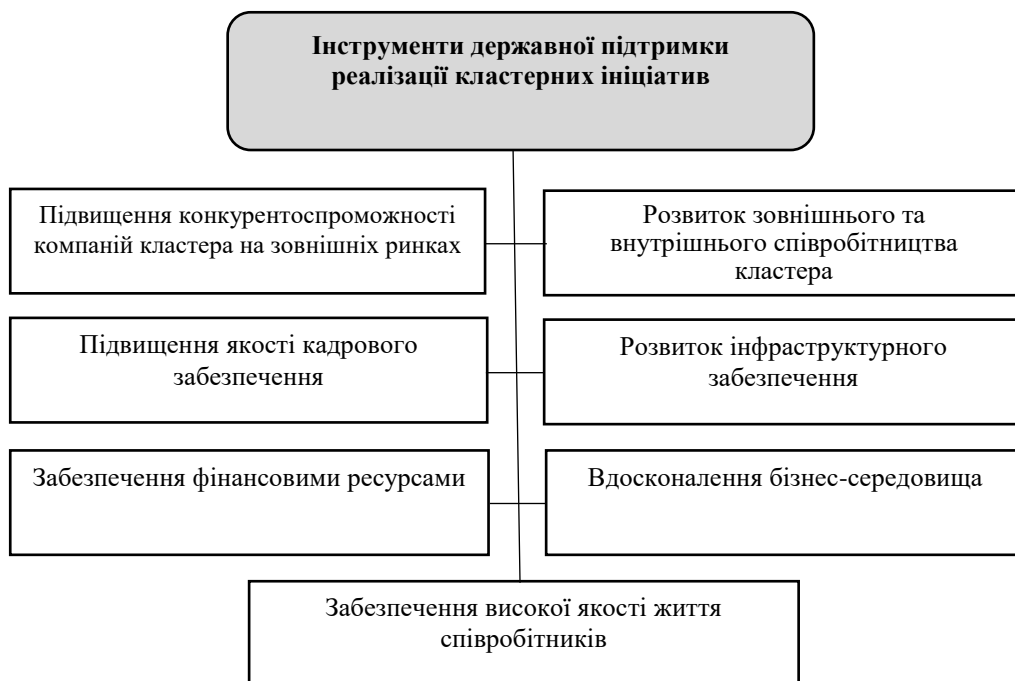 Інструменти державної підтримки
реалізації кластерних ініціатив
Підвищення конкурентоспроможності
компаній кластера на зовнішніх ринках
Розвиток зовнішнього та
внутрішнього співробітництва
кластера
Підвищення якості кадрового
забезпечення
Розвиток інфраструктурного
забезпечення
Забезпечення фінансовими ресурсами
Вдосконалення бізнес-середовища
Забезпечення високої якості життя
співробітників